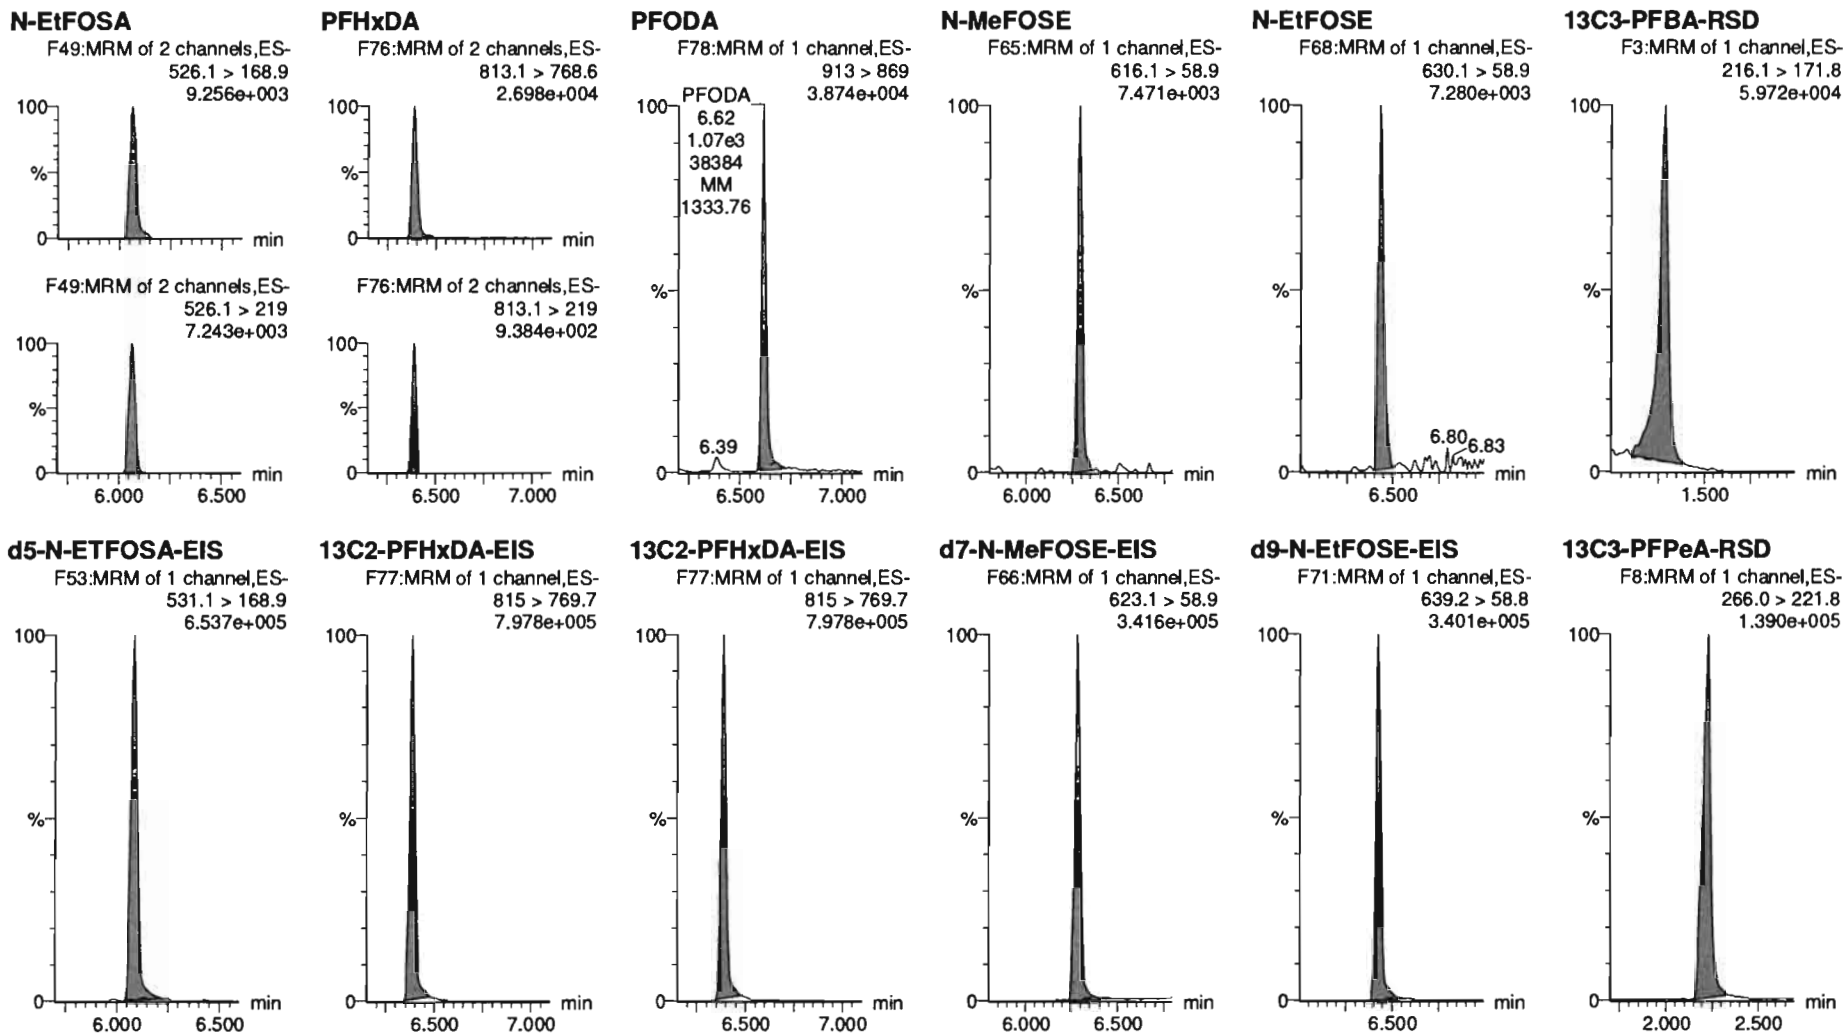 N-EtFOSA
F49:MRM of 2 channels,ES-
526.1 > 168.9
9.256e+003
100
%
0
min
F49:MRM of 2 channels,ES-
526.1 > 219
7.243e+003
100
%
0
min
6.000 6.500
PFHxDA
F76:MRM of 2 channels,ES-
813.1 > 768.6
2.698e+004
100
%
0
min
F76:MRM of 2 channels,ES-
813.1 > 219
9.384e+002
100
%
0
min
6.500 7.000
PFODA
F78:MRM of 1 channel,ES-
913 > 869
3.874e+004
100
PFODA
6.62
1.07e3
38384
MM
1333.76
%
6.39
0
min
6.500 7.000
N-MeFOSE
F65:MRM of 1 channel,ES-
616.1 > 58.9
7.471e+003
100
%
0
min
6.000 6.500
N-EtFOSE
F68:MRM of 1 channel,ES-
630.1 > 58.9
7.280e+003
100
%
6.80 6.83
0
min
6.500
13C3-PFBA-RSD
F3:MRM of 1 channel,ES-
216.1 > 171.8
5.972e+004
100
%
0
min
1.500
d5-N-ETFOSA-EIS
F53:MRM of 1 channel,ES-
531.1 > 168.9
6.537e+005
100
%
0
min
6.000 6.500
13C2-PFHxDA-EIS
F77:MRM of 1 channel,ES-
815 > 769.7
7.978e+005
100
%
0
min
6.500 7.000
13C2-PFHxDA-EIS
F77:MRM of 1 channel,ES-
815 > 769.7
7.978e+005
100
%
0
min
6.500 7.000
d7-N-MeFOSE-EIS
F66:MRM of 1 channel,ES-
623.1 > 58.9
3.416e+005
100
%
0
min
6.000 6.500
d9-N-EtFOSE-EIS
F71:MRM of 1 channel,ES-
639.2 > 58.8
3.401e+005
100
%
0
min
6.500
13C3-PFPeA-RSD
F8:MRM of 1 channel,ES-
266.0 > 221.8
1.390e+005
100
%
0
min
2.000 2.500